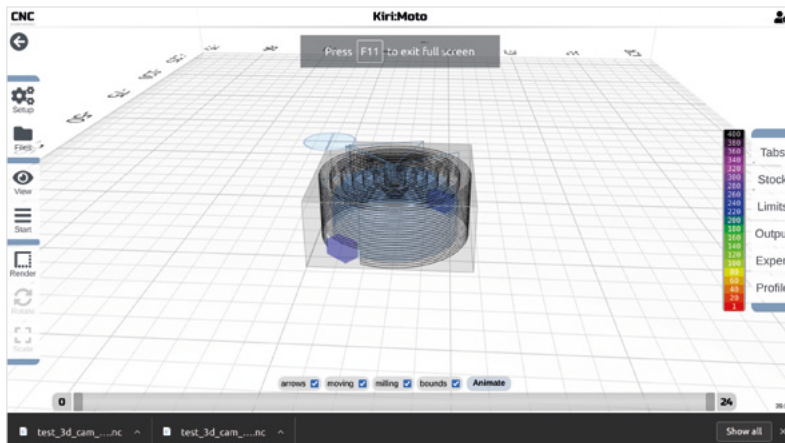 CNC
Kiri:Moto
Press F11 to exit full screen
Setup
Files
View
Start
Render
Rotate
Scale
400
380
360
340
320
300
280
260
240
220
200
180
160
140
120
100
80
60
40
20
1
Tabs
Stock
Limits
Outpu
Exper
Profile
arrows moving milling bounds Animate
0
24
test_3d_cam_....nc
test_3d_cam_....nc
Show all